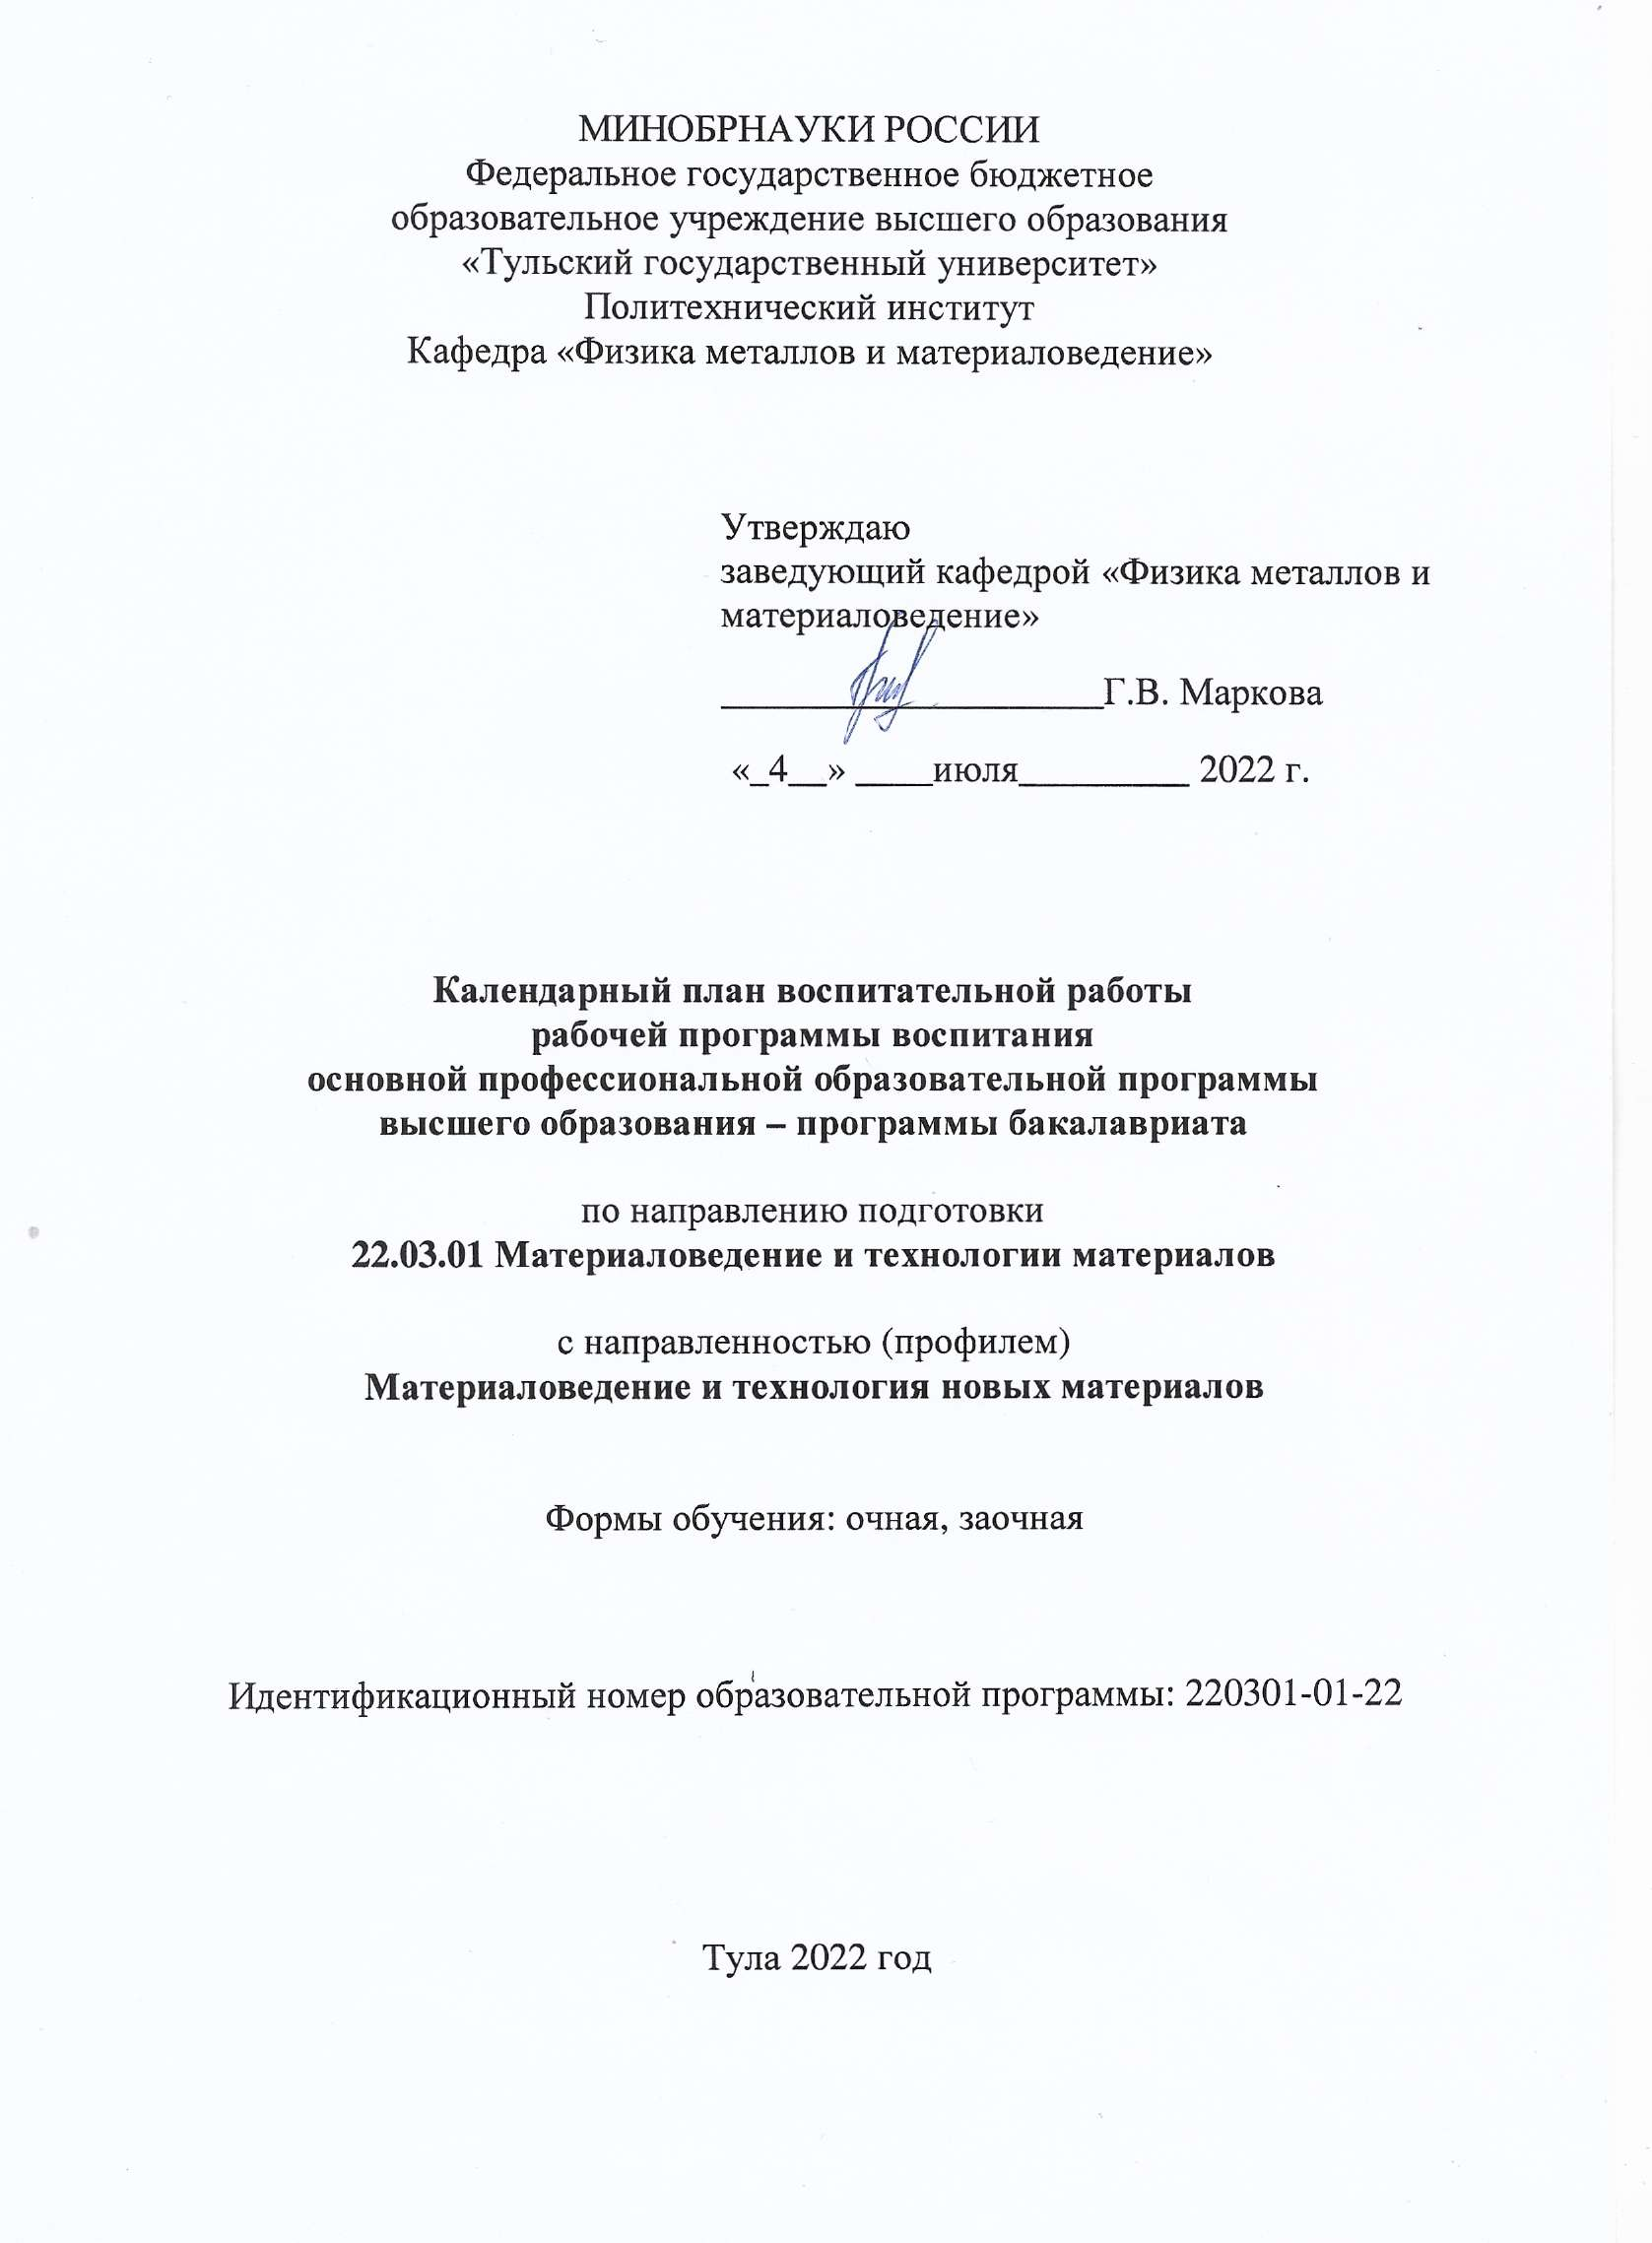 МИНОБРНАУКИ РОССИИ
Федеральное государственное бюджетное
образовательное учреждение высшего образования
«Тульский государственный университет»
Политехнический институт
Кафедра «Физика металлов и материаловедение»
Утверждаю
заведующий кафедрой «Физика металлов и
материаловедение»
____________________Г.В. Маркова
«_4__» ____июля_________ 2022 г.
Календарный план воспитательной работы
рабочей программы воспитания
основной профессиональной образовательной программы
высшего образования – программы бакалавриата
по направлению подготовки
22.03.01 Материаловедение и технологии материалов
с направленностью (профилем)
Материаловедение и технология новых материалов
Формы обучения: очная, заочная
Идентификационный номер образовательной программы: 220301-01-22
Тула 2022 год